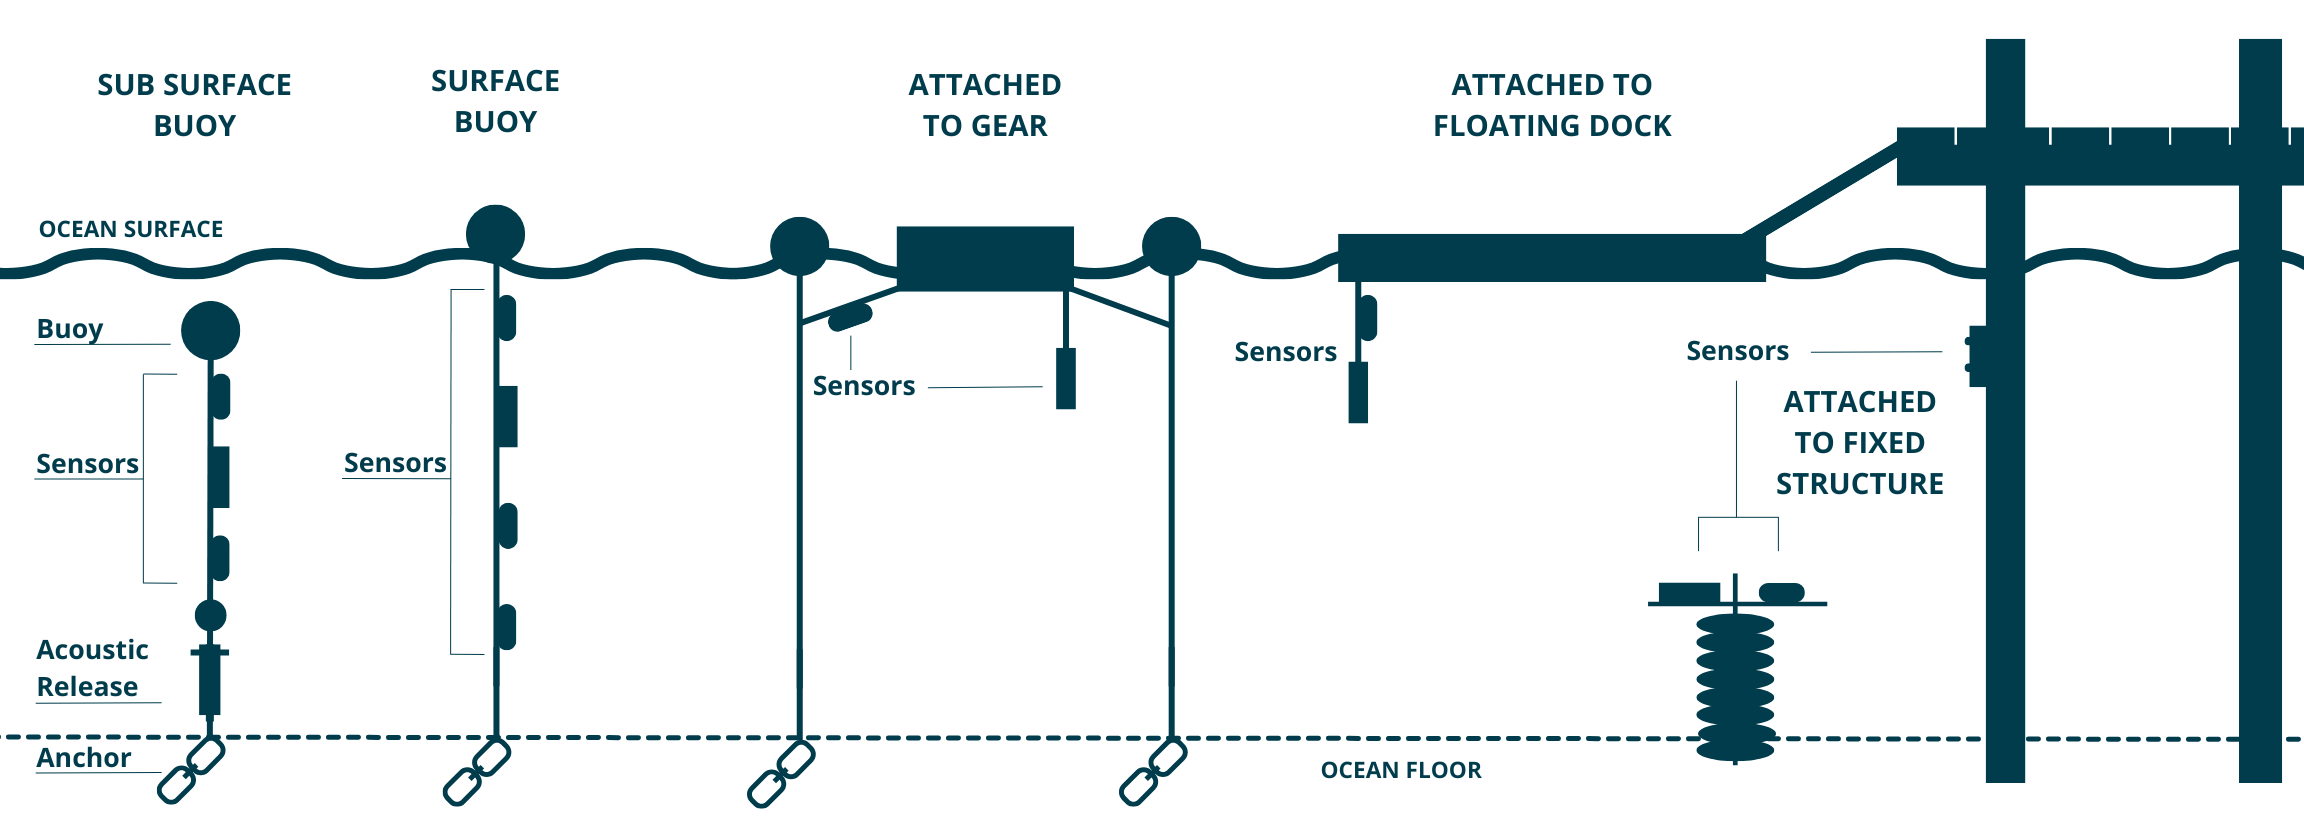 SUB SURFACE
BUOY
SURFACE
BUOY
ATTACHED
TO GEAR
ATTACHED TO
FLOATING DOCK
OCEAN SURFACE
Buoy
Sensors
Acoustic
Release
Anchor
Sensors
Sensors
Sensors
Sensors
ATTACHED
TO FIXED
STRUCTURE
OCEAN FLOOR